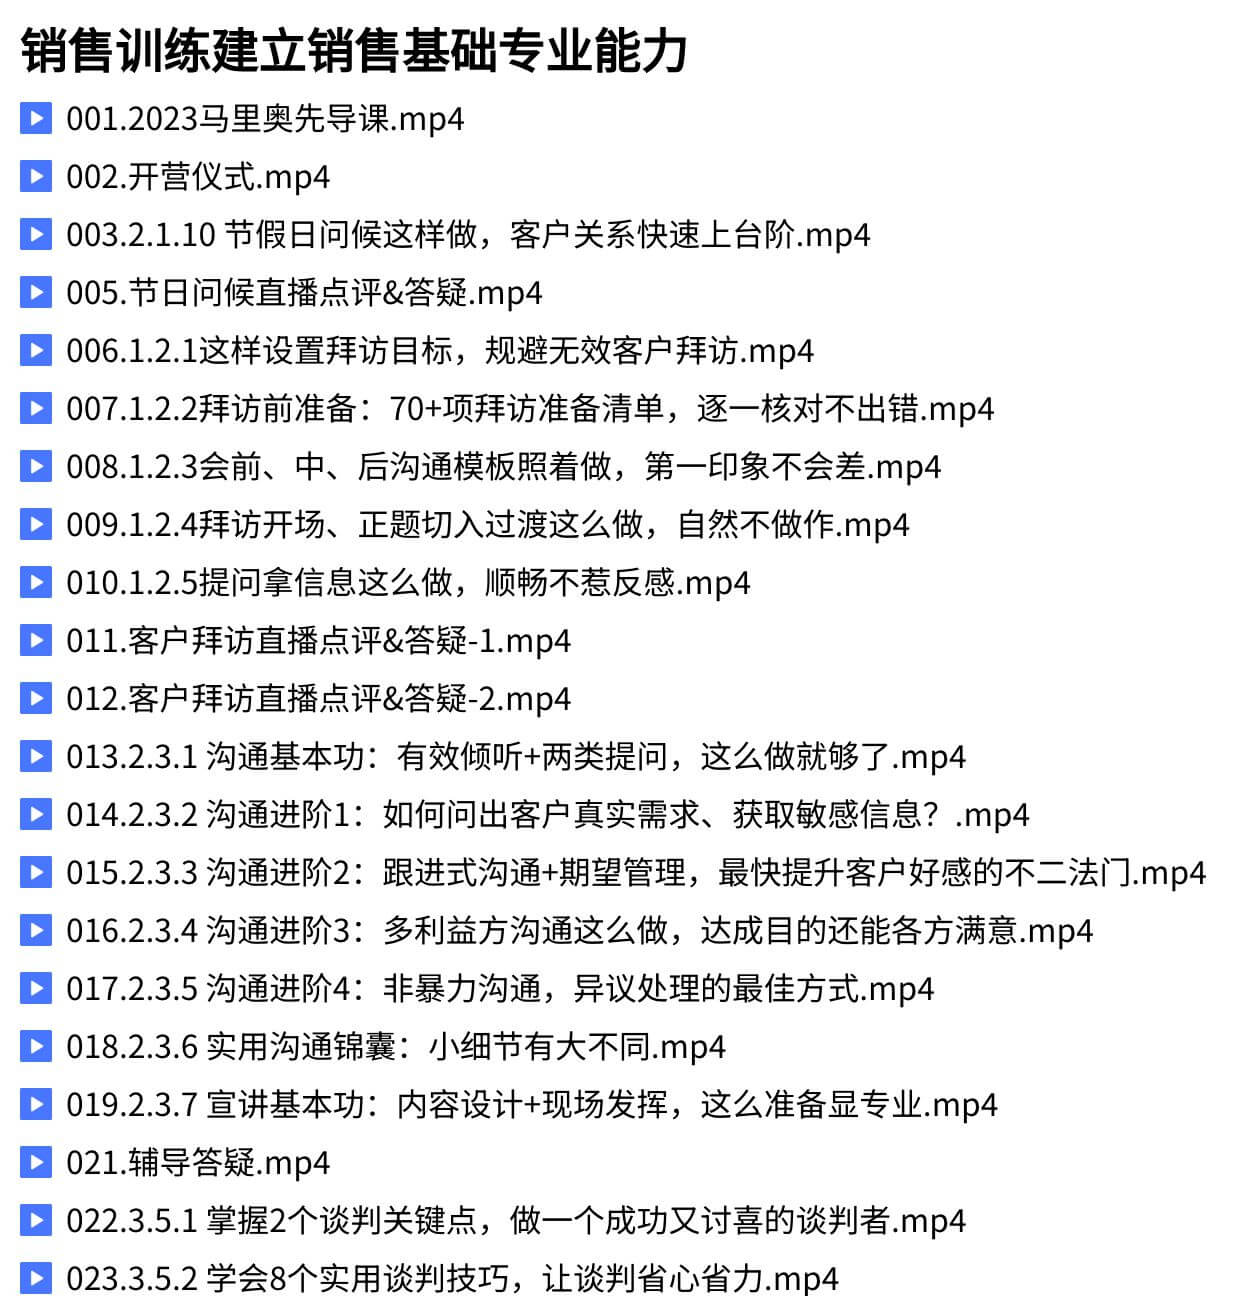 销售训练建立销售基础专业能力
001.2023马里奥先导课.mp4
002.开营仪式.mp4
003.2.1.10 节假日问候这样做，客户关系快速上台阶.mp4
005.节日问候直播点评&答疑.mp4
006.1.2.1这样设置拜访目标，规避无效客户拜访.mp4
007.1.2.2拜访前准备：70+项拜访准备清单，逐一核对不出错.mp4
008.1.2.3会前、中、后沟通模板照着做，第一印象不会差.mp4
009.1.2.4拜访开场、正题切入过渡这么做，自然不做作.mp4
010.1.2.5提问拿信息这么做，顺畅不惹反感.mp4
011.客户拜访直播点评&答疑-1.mp4
012.客户拜访直播点评&答疑-2.mp4
013.2.3.1 沟通基本功：有效倾听+两类提问，这么做就够了.mp4
014.2.3.2 沟通进阶1：如何问出客户真实需求、获取敏感信息？.mp4
015.2.3.3 沟通进阶2：跟进式沟通+期望管理，最快提升客户好感的不二法门.mp4
016.2.3.4 沟通进阶3：多利益方沟通这么做，达成目的还能各方满意.mp4
017.2.3.5 沟通进阶4：非暴力沟通，异议处理的最佳方式.mp4
018.2.3.6 实用沟通锦囊：小细节有大不同.mp4
019.2.3.7 宣讲基本功：内容设计+现场发挥，这么准备显专业.mp4
021.辅导答疑.mp4
022.3.5.1 掌握2个谈判关键点，做一个成功又讨喜的谈判者.mp4
023.3.5.2 学会8个实用谈判技巧，让谈判省心省力.mp4